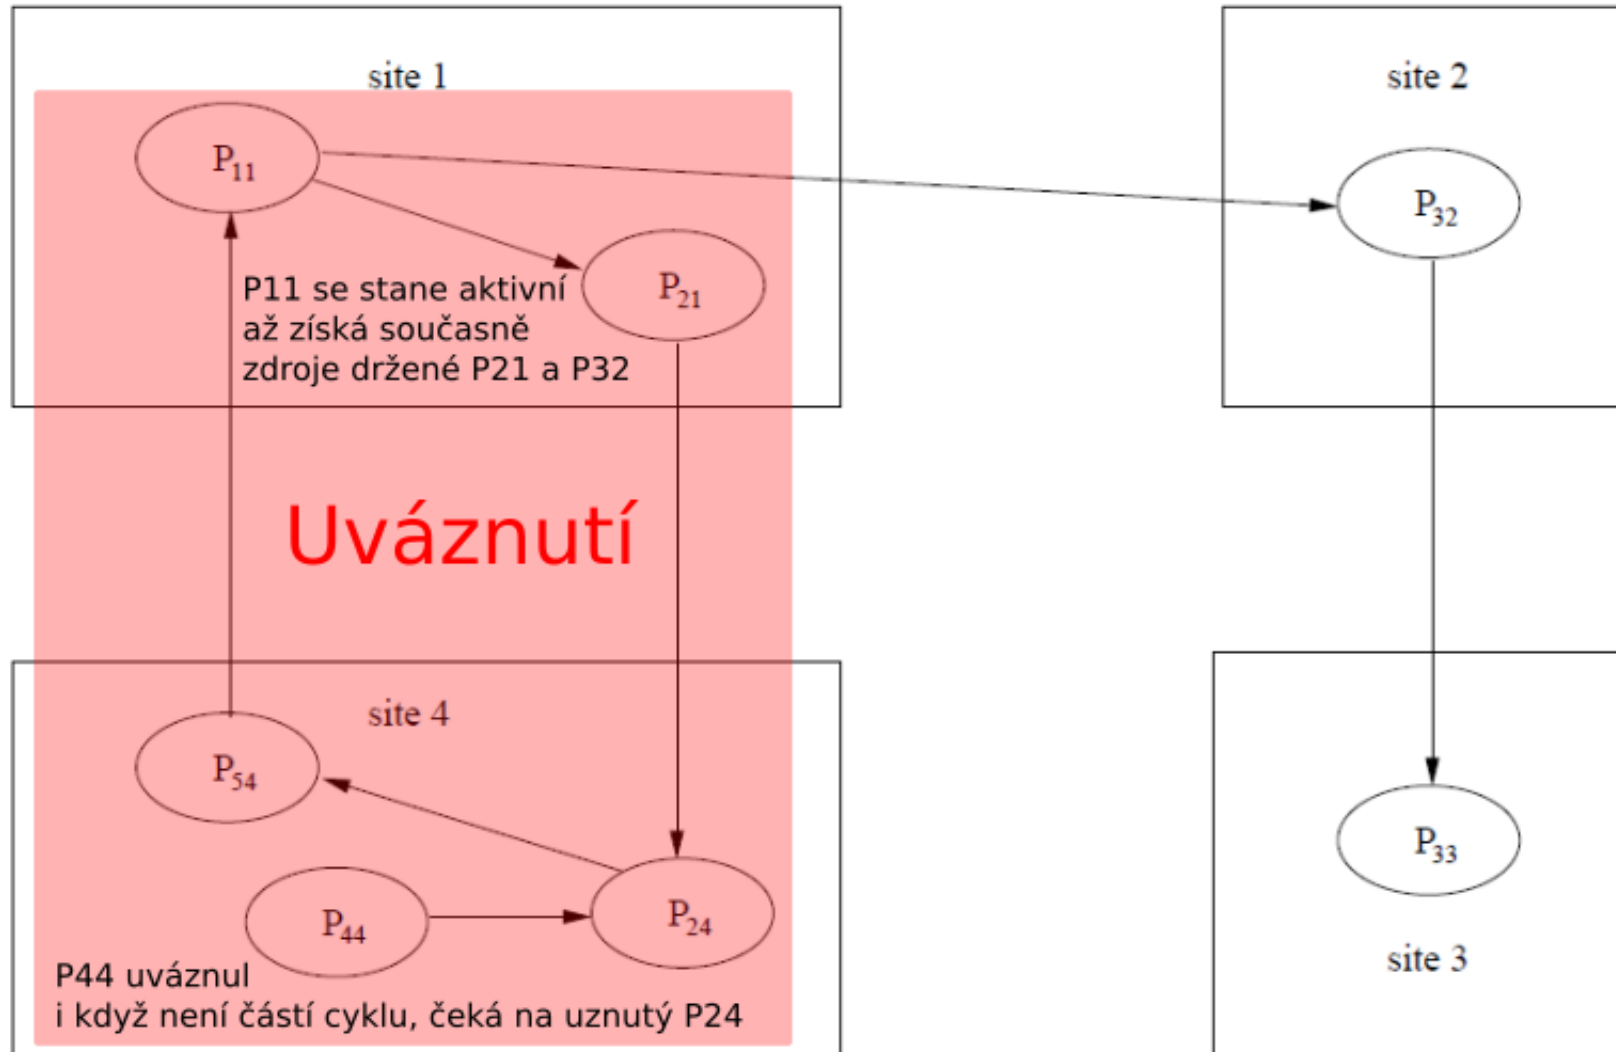 site 1
site 2
P11
P32
P21
P11 se stane aktivní
až získá současně
zdroje držené P21 a P32
Uváznutí
site 4
P54
P33
P44
P24
site 3
P44 uváznul
i když není částí cyklu, čeká na uznutý P24